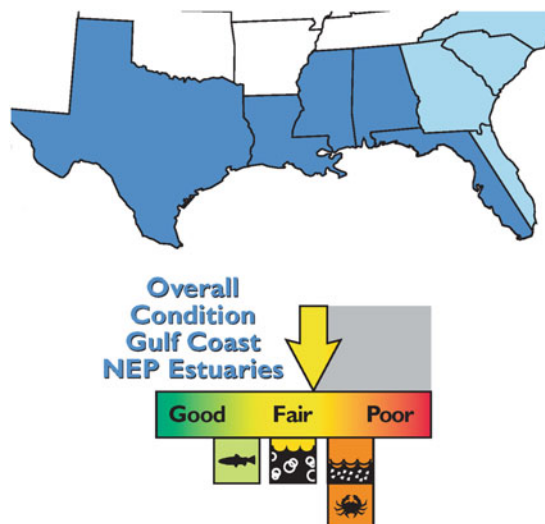 Overall
Condition
Gulf Coast
NEP Estuaries
Good Fair Poor